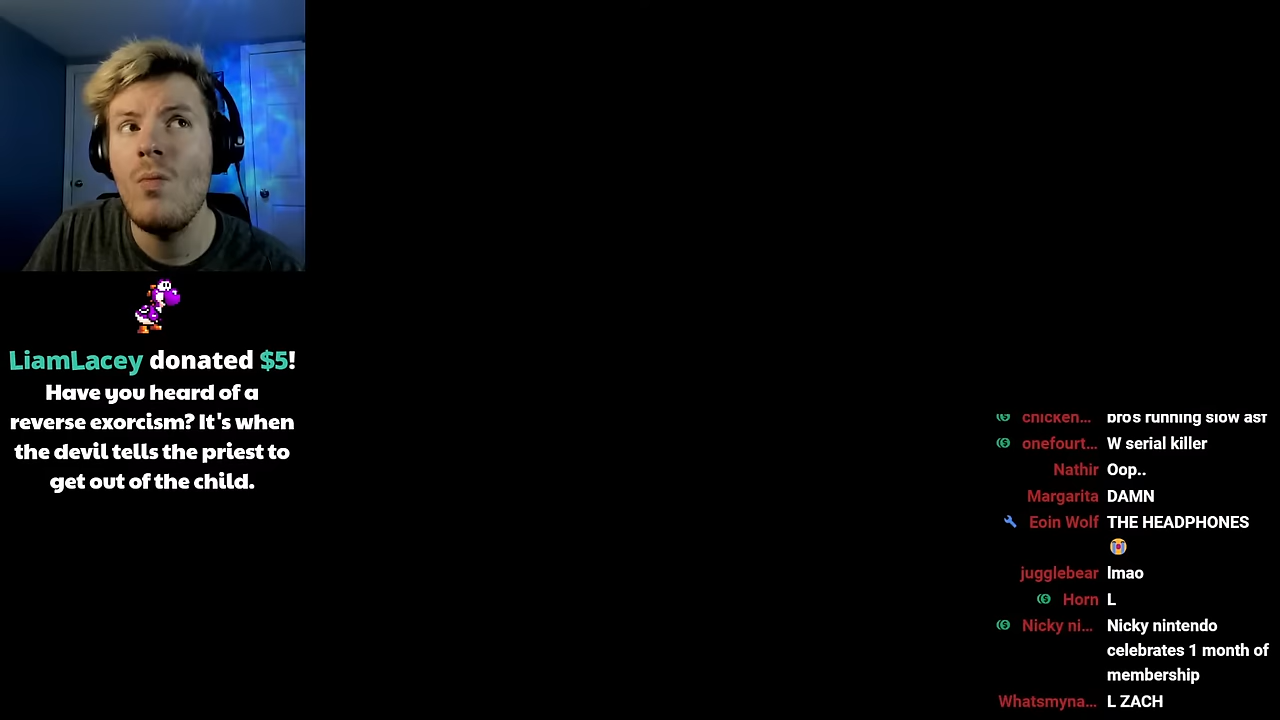 LiamLacey donated $5!
Have you heard of a
reverse exorcism? It's when
the devil tells the priest to
get out of the child.
chicken... bro's running slow asf
onefourt... W serial killer
Nathir Oop..
Margarita DAMN
Eoin Wolf THE HEADPHONES
😭
jugglebear lmao
Horn L
Nicky ni... Nicky nintendo
celebrates 1 month of
membership
Whatsmyna... L ZACH